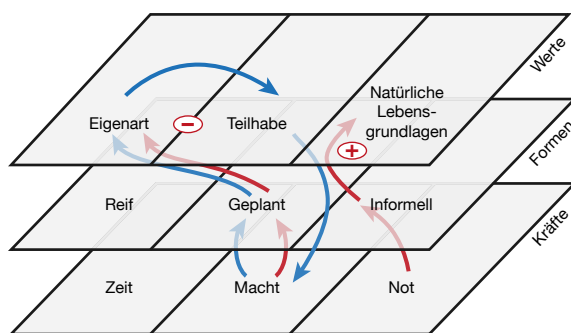 Werte
Natürliche
Lebens-
grundlagen
Eigenart
−
Teilhabe
+
Formen
Reif
Geplant
Informell
Kräfte
Zeit
Macht
Not